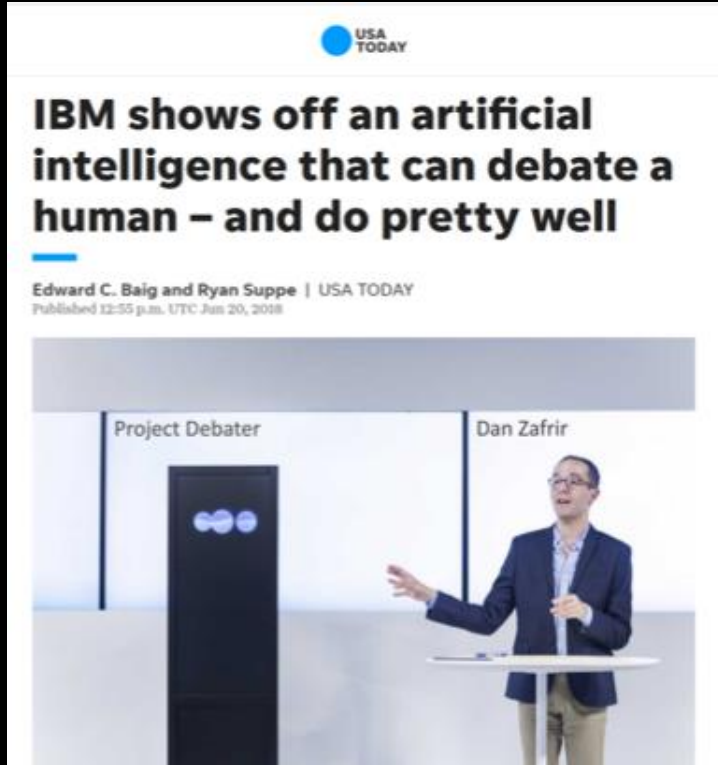 USA
TODAY
IBM shows off an artificial
intelligence that can debate a
human – and do pretty well
Edward C. Baig and Ryan Suppe | USA TODAY
Published 12:55 p.m. UTC Jun 20, 2018
Project Debater
Dan Zafrir